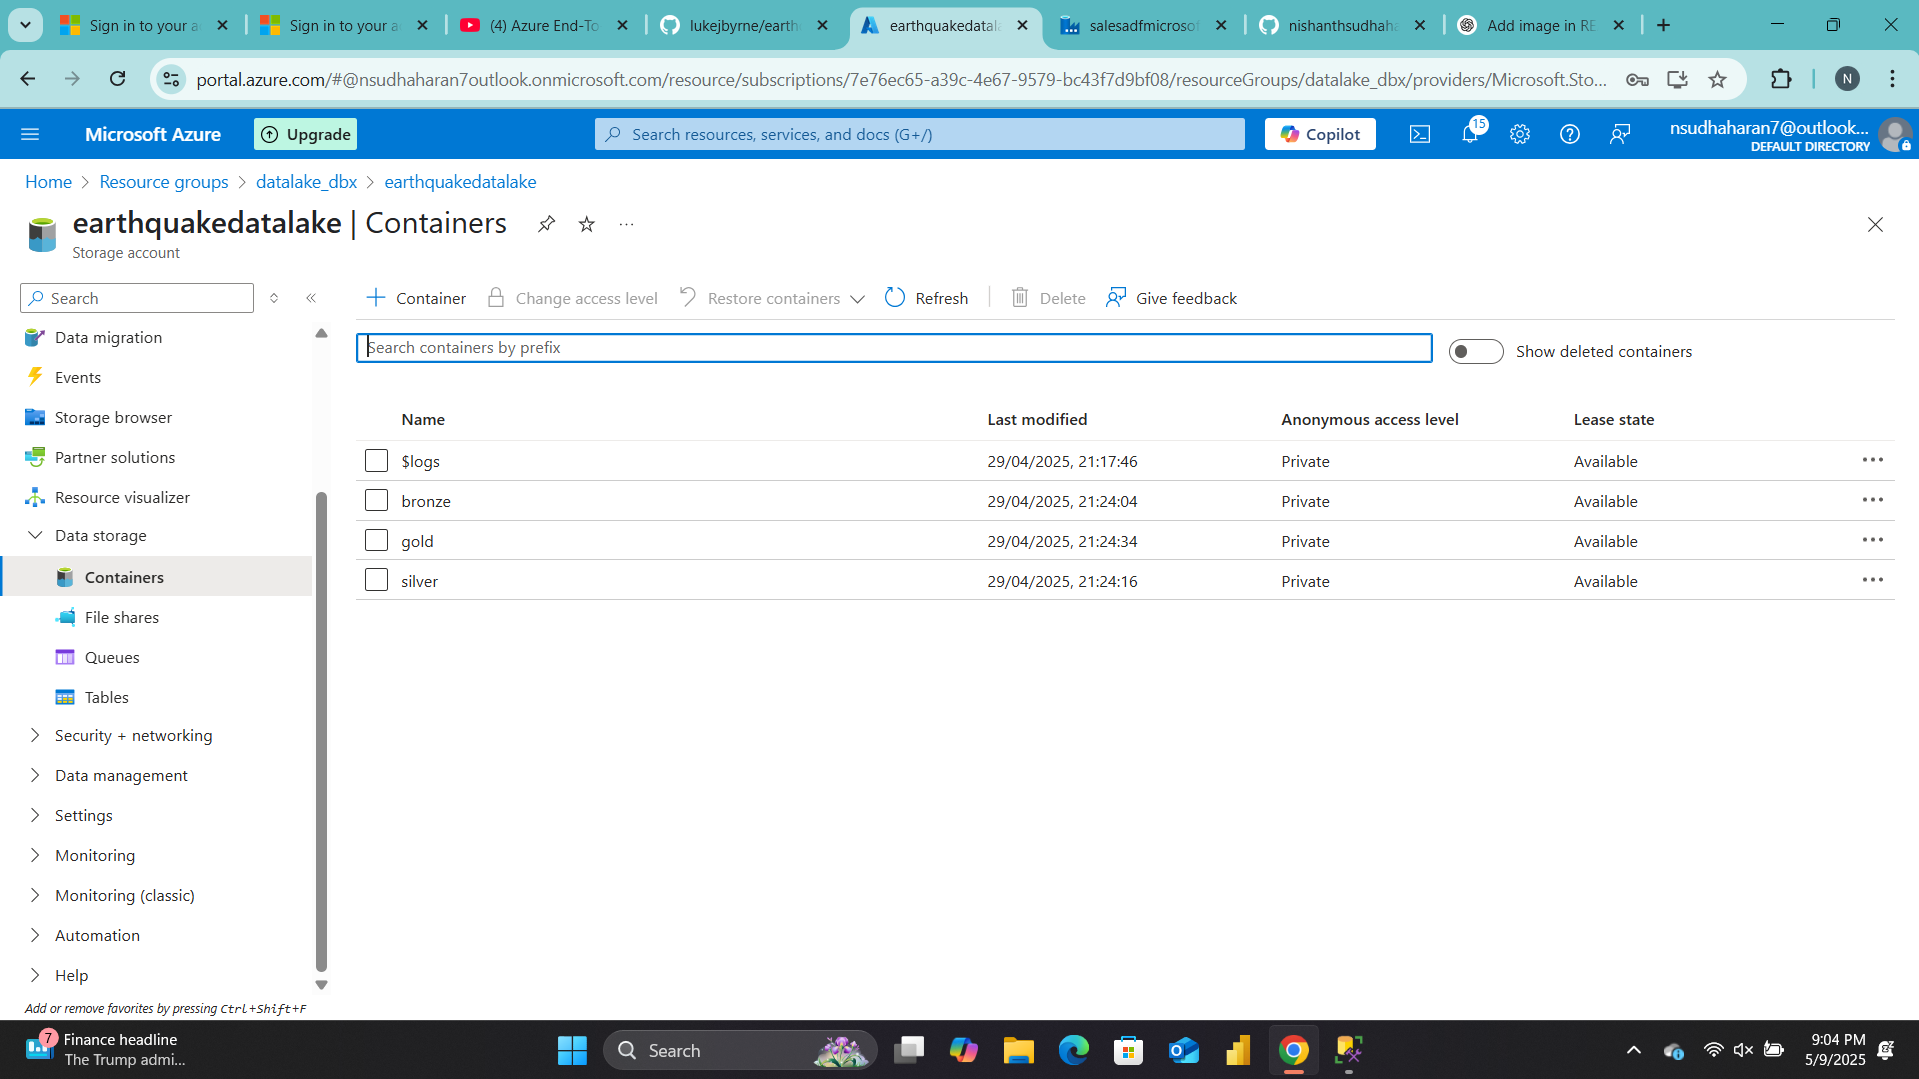 Sign in to your a
Sign in to your a
(4) Azure End-To
lukejbyrne/earth
earthquakedatala
salesadfmicrosof
nishanthsudhaha
Add image in RE
portal.azure.com/#@nsudhaharan7outlook.onmicrosoft.com/resource/subscriptions/7e76ec65-a39c-4e67-9579-bc43f7d9bf08/resourceGroups/datalake_dbx/providers/Microsoft.Sto...
N
Microsoft Azure
Upgrade
Search resources, services, and docs (G+/)
Copilot
15
nsudhaharan7@outlook...
DEFAULT DIRECTORY
Home > Resource groups > datalake_dbx > earthquakedatalake
earthquakedatalake | Containers
Storage account
Search
Container
Change access level
Restore containers
Refresh
Delete
Give feedback
Search containers by prefix
Show deleted containers
Data migration
Events
Storage browser
Partner solutions
Resource visualizer
Data storage
Containers
File shares
Queues
Tables
Security + networking
Data management
Settings
Monitoring
Monitoring (classic)
Automation
Help
Add or remove favorites by pressing Ctrl+Shift+F
Name Last modified Anonymous access level Lease state
$logs 29/04/2025, 21:17:46 Private Available
bronze 29/04/2025, 21:24:04 Private Available
gold 29/04/2025, 21:24:34 Private Available
silver 29/04/2025, 21:24:16 Private Available
7
Finance headline
The Trump admi...
Search
9:04 PM
5/9/2025